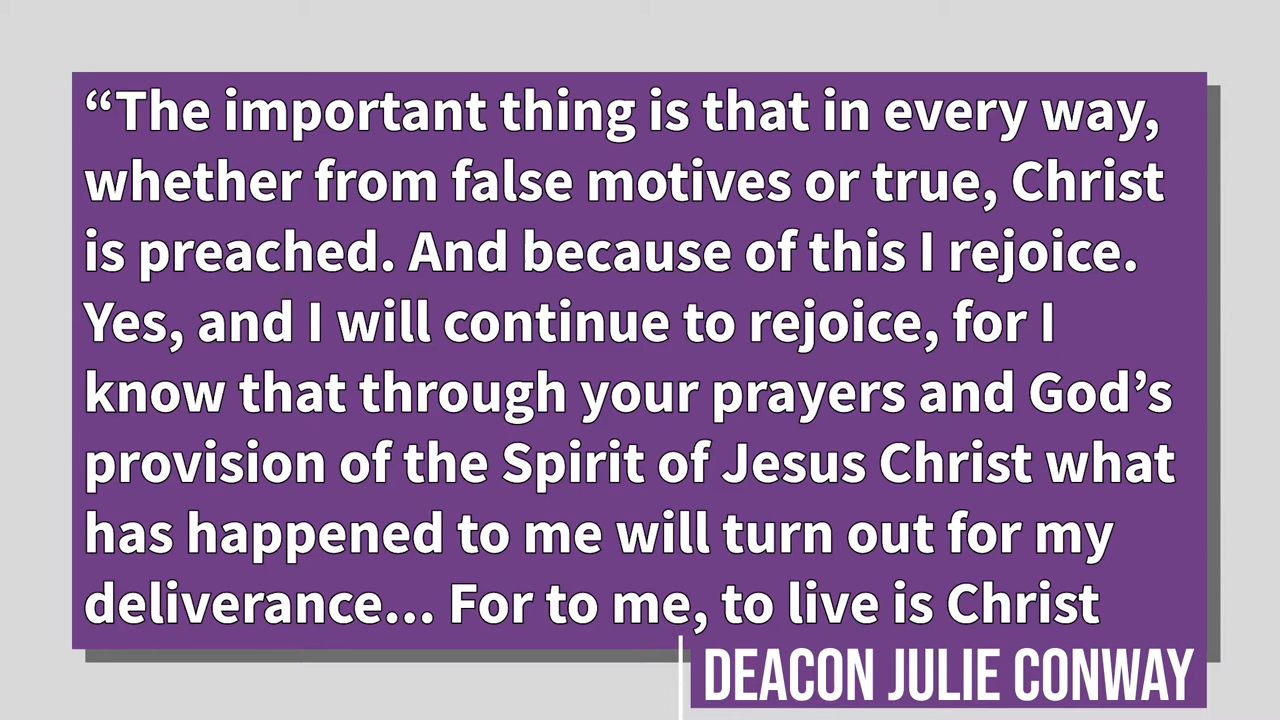 “The important thing is that in every way,
whether from false motives or true, Christ
is preached. And because of this I rejoice.
Yes, and I will continue to rejoice, for I
know that through your prayers and God’s
provision of the Spirit of Jesus Christ what
has happened to me will turn out for my
deliverance... For to me, to live is Christ
DEACON JULIE CONWAY